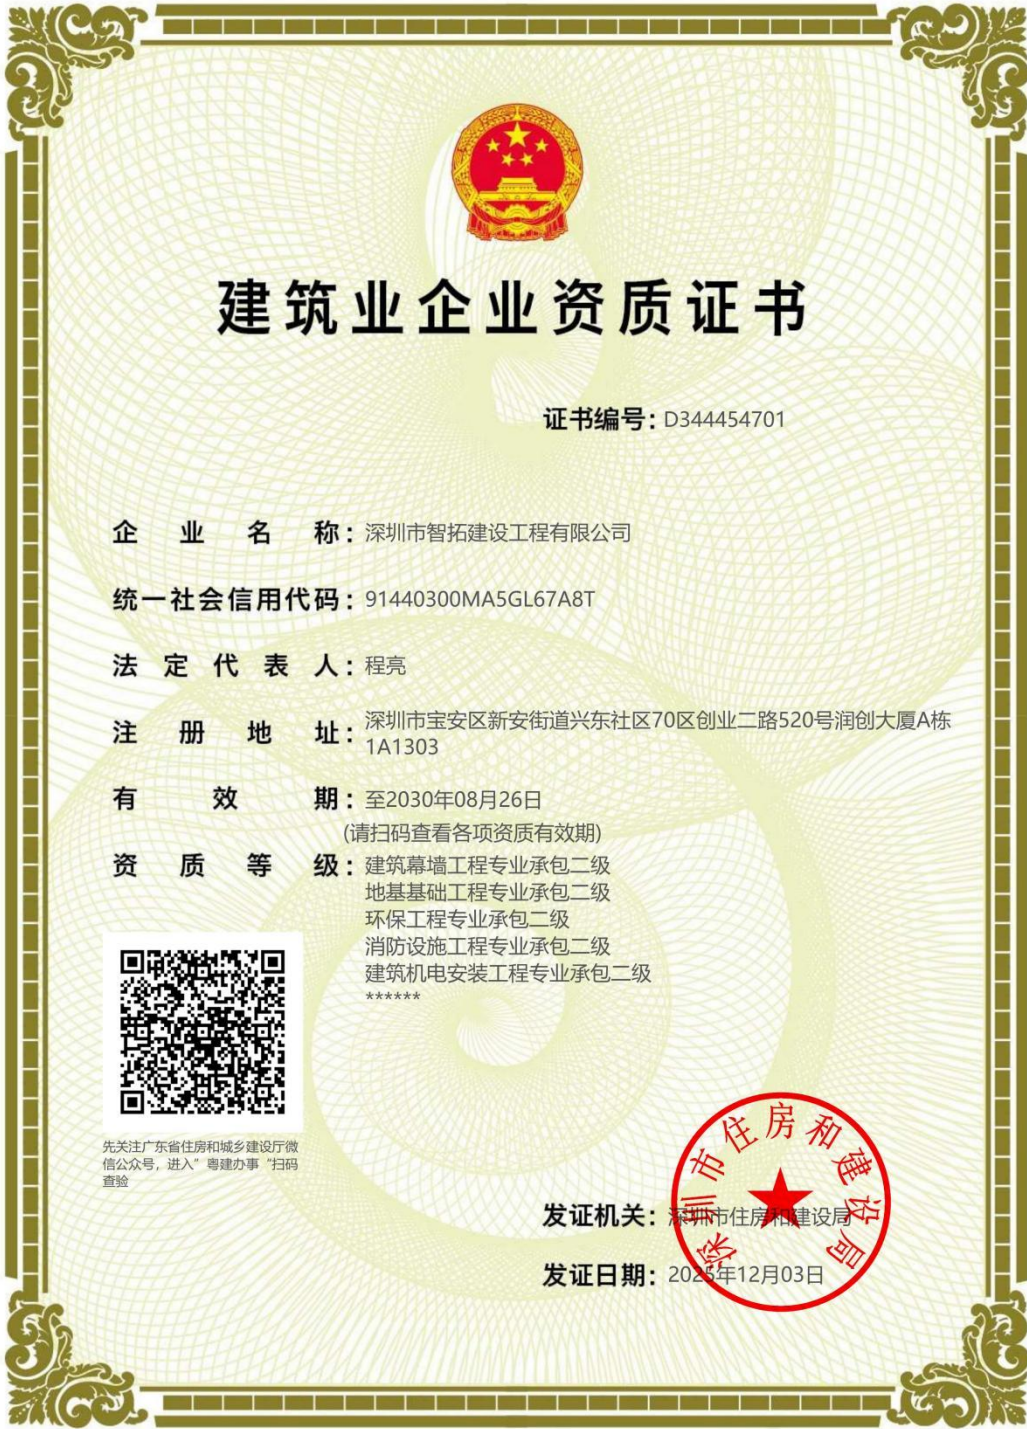 建筑业企业资质证书
证书编号：D344454701
企业名称：深圳市智拓建设工程有限公司
统一社会信用代码：91440300MA5GL67A8T
法定代表人：程亮
注册地址：深圳市宝安区新安街道兴东社区70区创业二路520号润创大厦A栋
1A1303
有效期：至2030年08月26日
(请扫码查看各项资质有效期)
资质等级：建筑幕墙工程专业承包二级
地基基础工程专业承包二级
环保工程专业承包二级
消防设施工程专业承包二级
建筑机电安装工程专业承包二级
******
先关注广东省住房和城乡建设厅微
信公众号，进入”粤建办事“扫码
查验
深圳市住房和建设局
发证机关：深圳市住房和建设局
发证日期：2025年12月03日